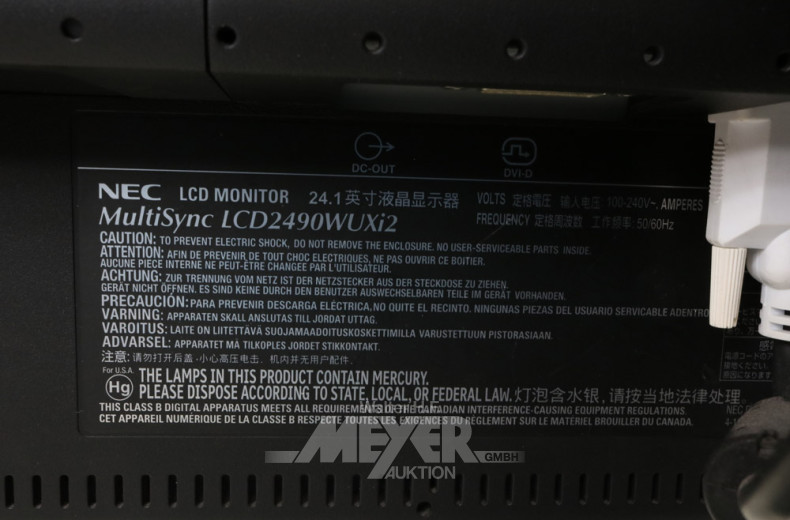 DC-OUT
DVI-D
NEC LCD MONITOR 24.1英寸液晶显示器
MultiSync LCD2490WUXi2
VOLTS 定格電圧 输入电压: 100-240V~, AMPERES
FREQUENCY 定格周波数 工作频率: 50/60Hz
CAUTION: TO PREVENT ELECTRIC SHOCK, DO NOT REMOVE THE ENCLOSURE. NO USER-SERVICEABLE PARTS INSIDE.
ATTENTION: AFIN DE PREVENIR DE TOUT CHOC ELECTRIQUES, NE PAS OUVRIR CE BOITIER.
AUCUNE PIECE INTERNE NE PEUT-ÊTRE CHANGEE PAR L'UTILISATEUR.
ACHTUNG: ZUR TRENNUNG VOM NETZ IST DER NETZSTECKER AUS DER STECKDOSE ZU ZIEHEN.
GERÄT NICHT ÖFFNEN. ES SIND KEINE DURCH DEN BENUTZER AUSWECHSELBAREN TEILE IM GERÄT VORHANDEN.
PRECAUCIÓN: PARA PREVENIR DESCARGA ELÉCTRICA, NO QUITE EL RECINTO. NINGUNAS PIEZAS DEL USUARIO SERVICABLE ADENTRO
VARNING: APPARATEN SKALL ANSLUTAS TILL JORDAT UTTAG.
VAROITUS: LAITE ON LIITETTÄVÄ SUOJAMAADOITUSKOSKETTIMILLA VARUSTETTUUN PISTORASIAAN.
ADVARSEL: APPARATET MÅ TILKOPLES JORDET STIKKONTAKT.
注意: 请勿打开后盖-小心高压电击. 机内并无用户配件.
For U.S.A.
Hg THE LAMPS IN THIS PRODUCT CONTAIN MERCURY.
PLEASE DISPOSE ACCORDING TO STATE, LOCAL, OR FEDERAL LAW. 灯泡含水银, 请按当地法律处理.
THIS CLASS B DIGITAL APPARATUS MEETS ALL REQUIREMENTS OF THE CANADIAN INTERFERENCE-CAUSING EQUIPMENT REGULATIONS.
CET APPAREIL NUMÉRIQUE DE LA CLASSE B RESPECTE TOUTES LES EXIGENCES DU RÈGLEMENT SUR LE MATERIEL BROUILLER DU CANADA.
MEYER
GMBH
AUKTION